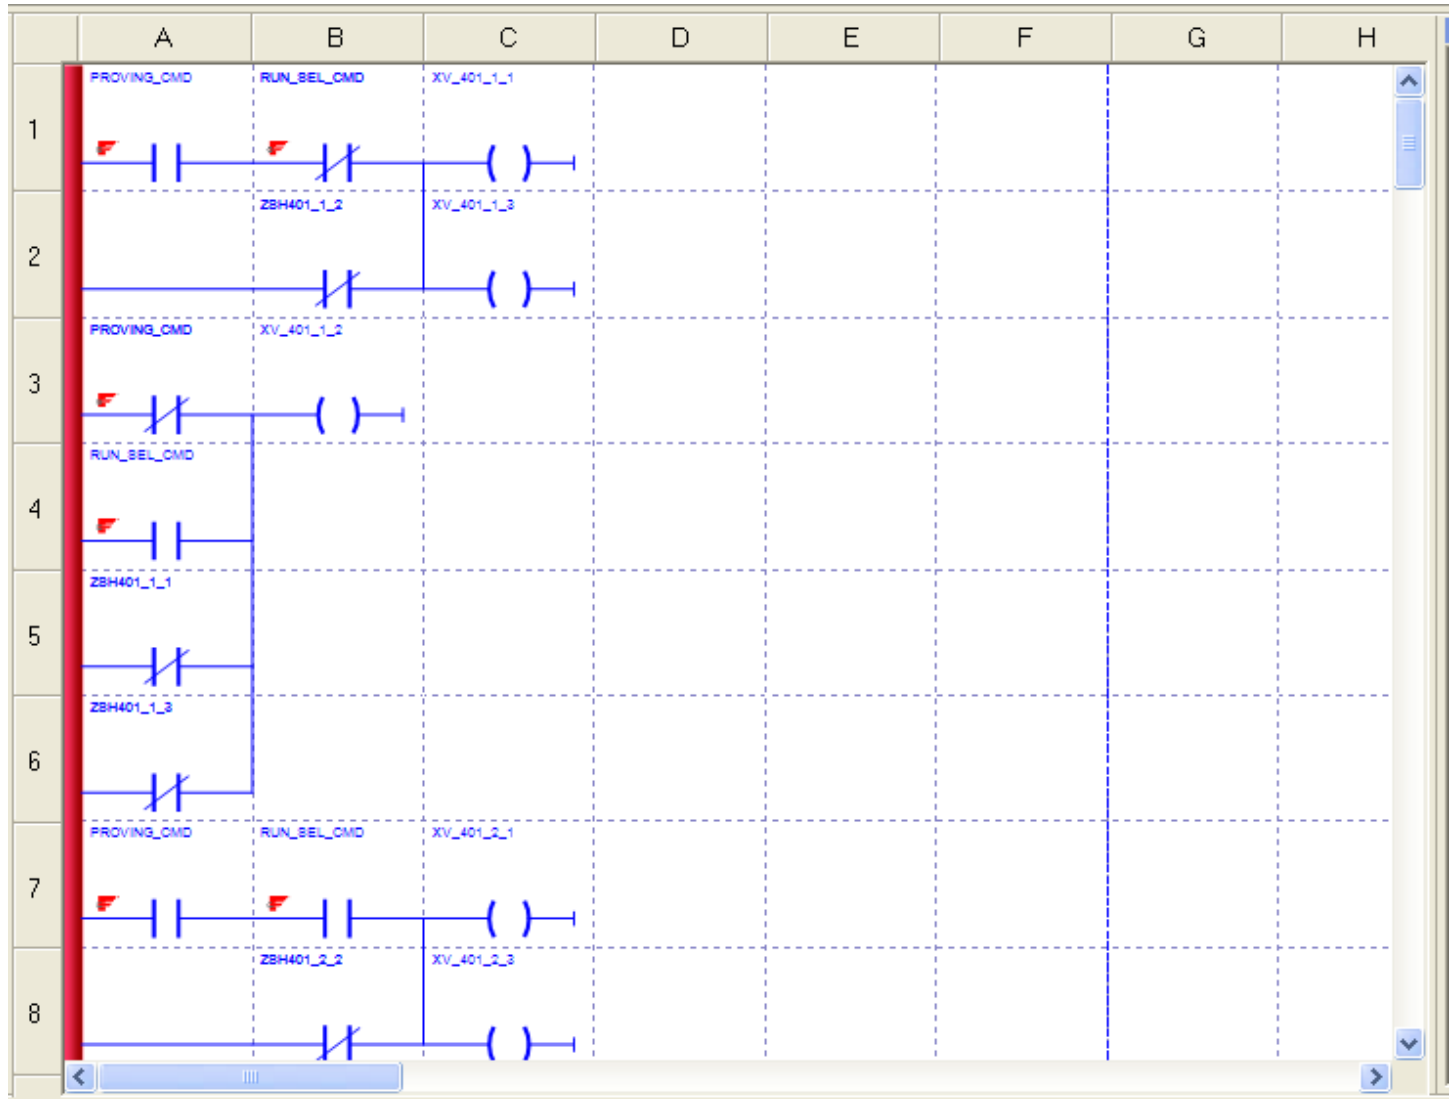 A B C D E F G H
PROVING_CMD RUN_SEL_CMD XV_401_1_1
1
ZSH401_1_2 XV_401_1_3
2
PROVING_CMD XV_401_1_2
3
RUN_SEL_CMD
4
ZSH401_1_1
5
ZSH401_1_3
6
PROVING_CMD RUN_SEL_CMD XV_401_2_1
7
ZSH401_2_2 XV_401_2_3
8